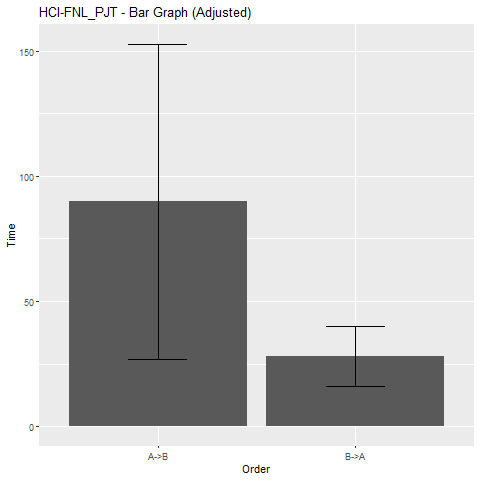 HCI-FNL_PJT - Bar Graph (Adjusted)
150
100
50
0
Time
A->B
B->A
Order